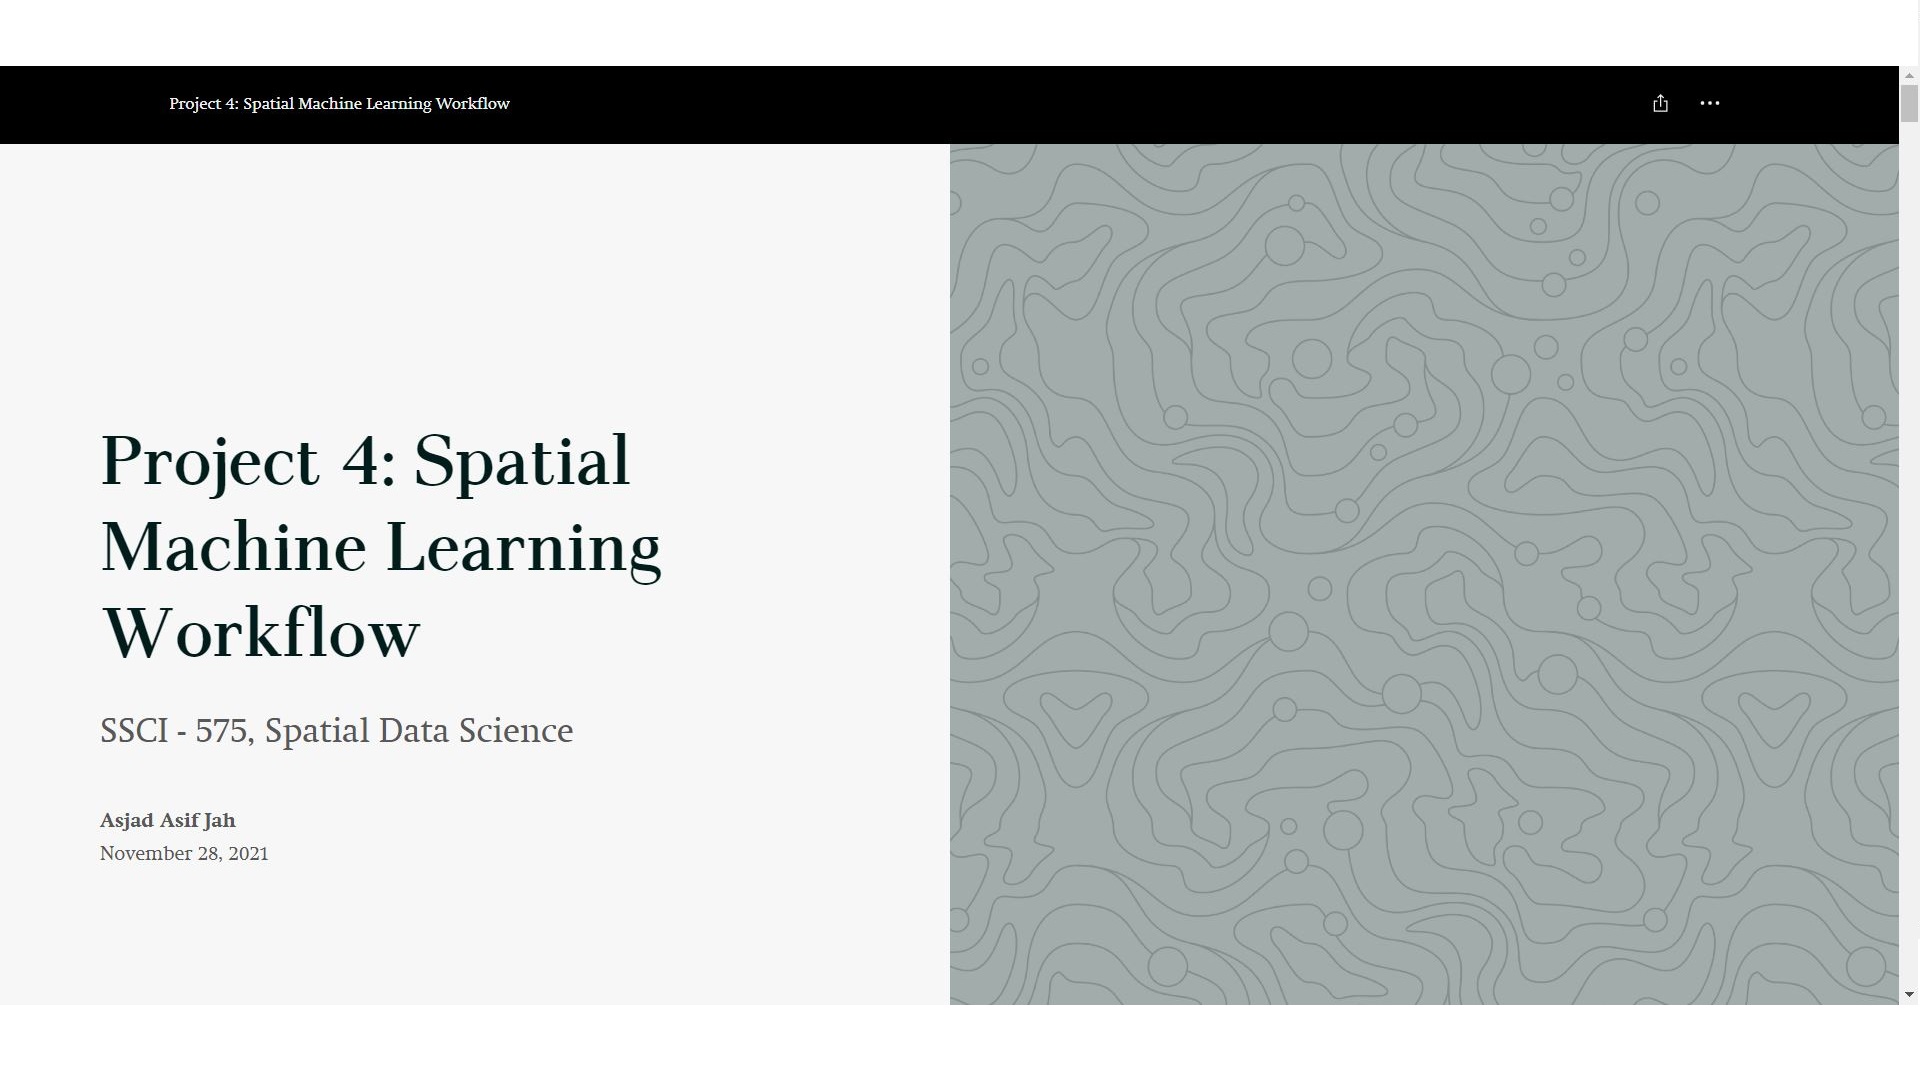 Project 4: Spatial Machine Learning Workflow
Project 4: Spatial
Machine Learning
Workflow
SSCI - 575, Spatial Data Science
Asjad Asif Jah
November 28, 2021